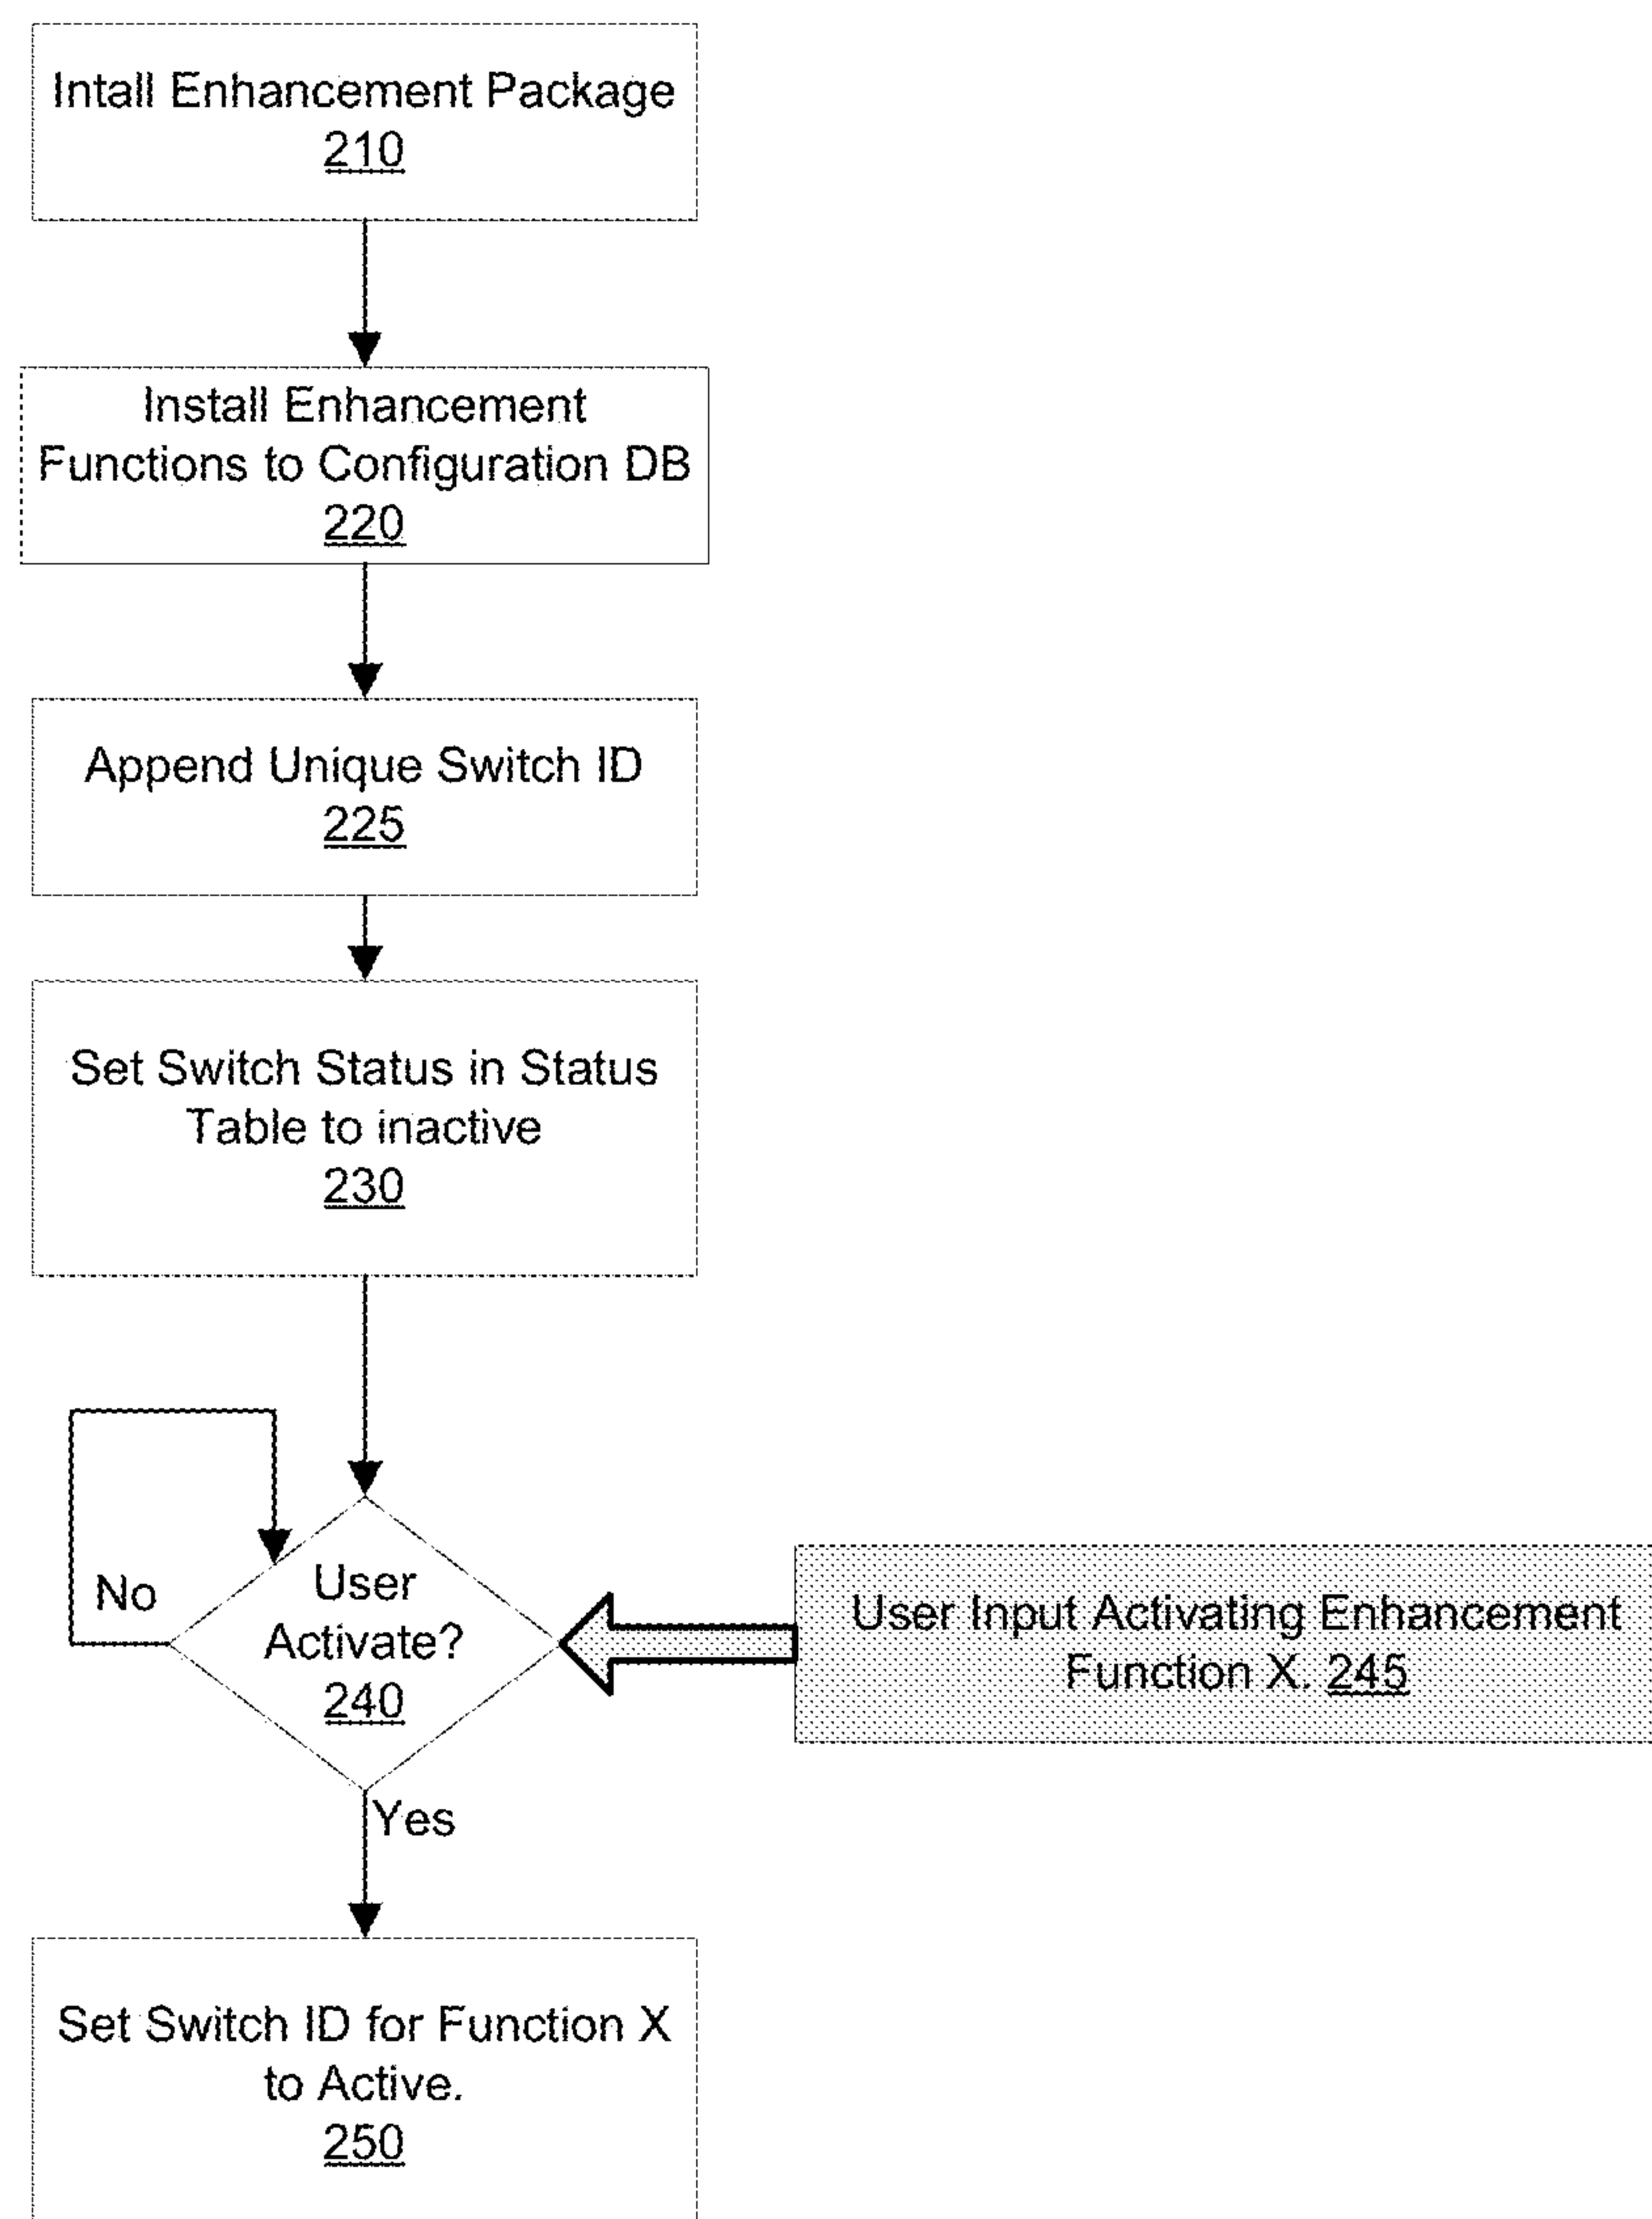 Intall Enhancement Package
210
Install Enhancement
Functions to Configuration DB
220
Append Unique Switch ID
225
Set Switch Status in Status
Table to inactive
230
No
User
Activate?
240
User Input Activating Enhancement
Function X. 245
Yes
Set Switch ID for Function X
to Active.
250